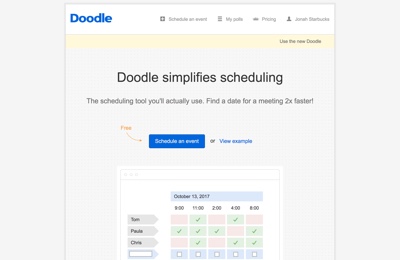 Doodle
Schedule an event
My polls
Pricing
Jonah Starbucks
Use the new Doodle
Doodle simplifies scheduling
The scheduling tool you'll actually use. Find a date for a meeting 2x faster!
Free
Schedule an event or View example
October 13, 2017
9:00 11:00 2:00 4:00 8:00
Tom
Paula
Chris